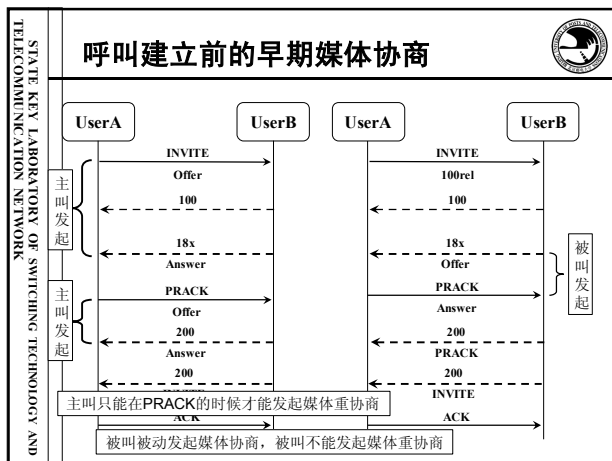 呼叫建立前的早期媒体协商
STATE KEY LABORATORY OF SWITCHING TECHNOLOGY AND
TELECOMMUNICATION NETWORK
UserA
UserB
INVITE
Offer
100
18x
Answer
PRACK
Offer
200
Answer
200
INVITE
ACK
主叫发起
主叫发起
UserA
UserB
INVITE
100rel
100
18x
Offer
PRACK
Answer
200
PRACK
200
INVITE
ACK
被叫发起
主叫只能在PRACK的时候才能发起媒体重协商
被叫被动发起媒体协商，被叫不能发起媒体重协商